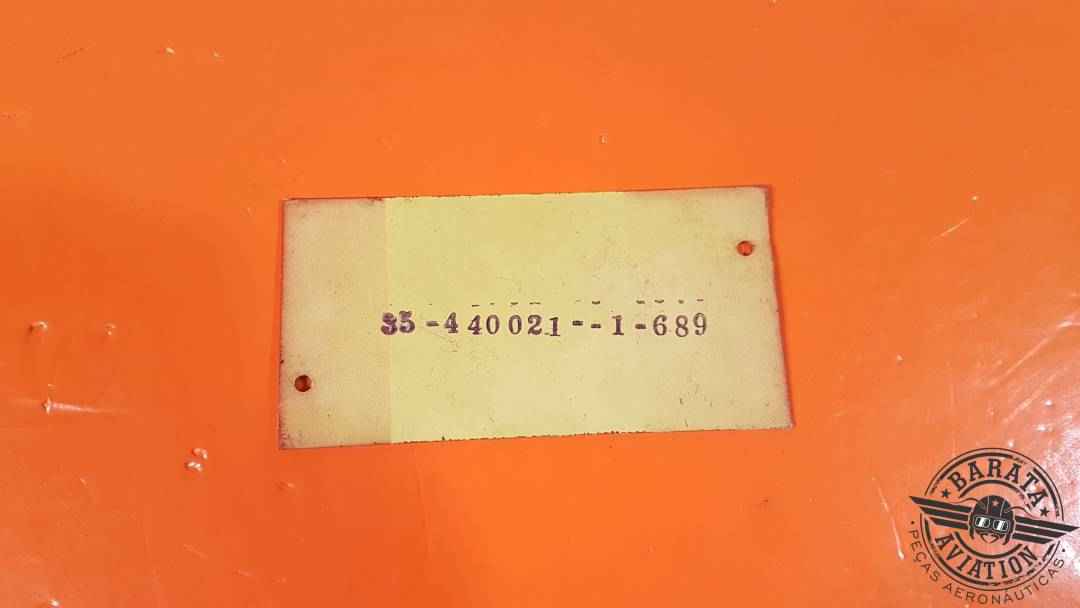 35-440021--1-689
BARATA
AVIATION
·PEÇAS AERONÁUTICAS·